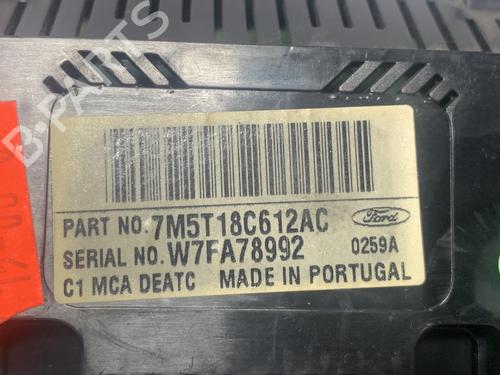 PART NO. 7M5T18C612AC
Ford
SERIAL NO. W7FA78992
0259A
C1 MCA DEATC MADE IN PORTUGAL
B-PARTS